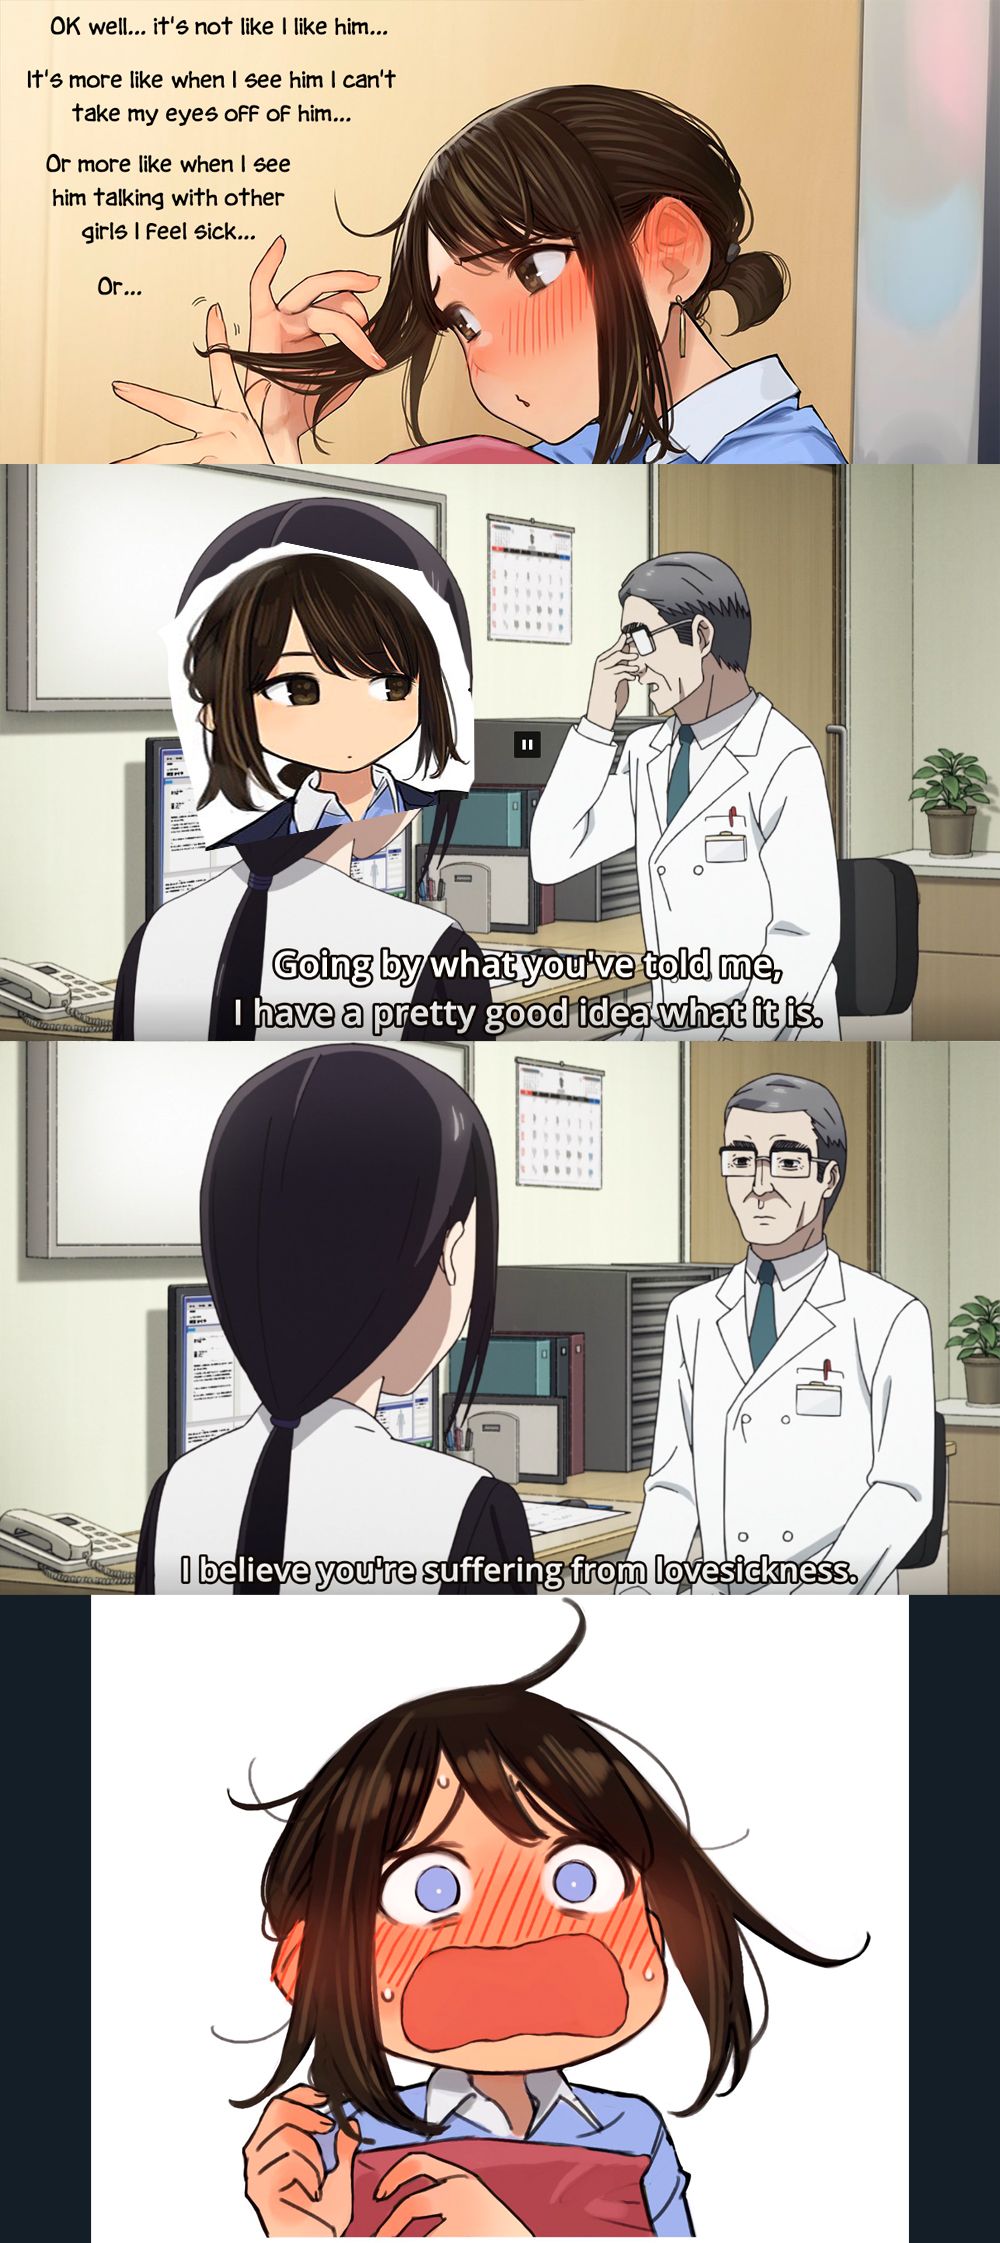 OK well... it's not like I like him...
It's more like when I see him I can't
take my eyes off of him...
Or more like when I see
him talking with other
girls I feel sick...
Or...
Going by what you've told me,
I have a pretty good idea what it is.
I believe you're suffering from lovesickness.